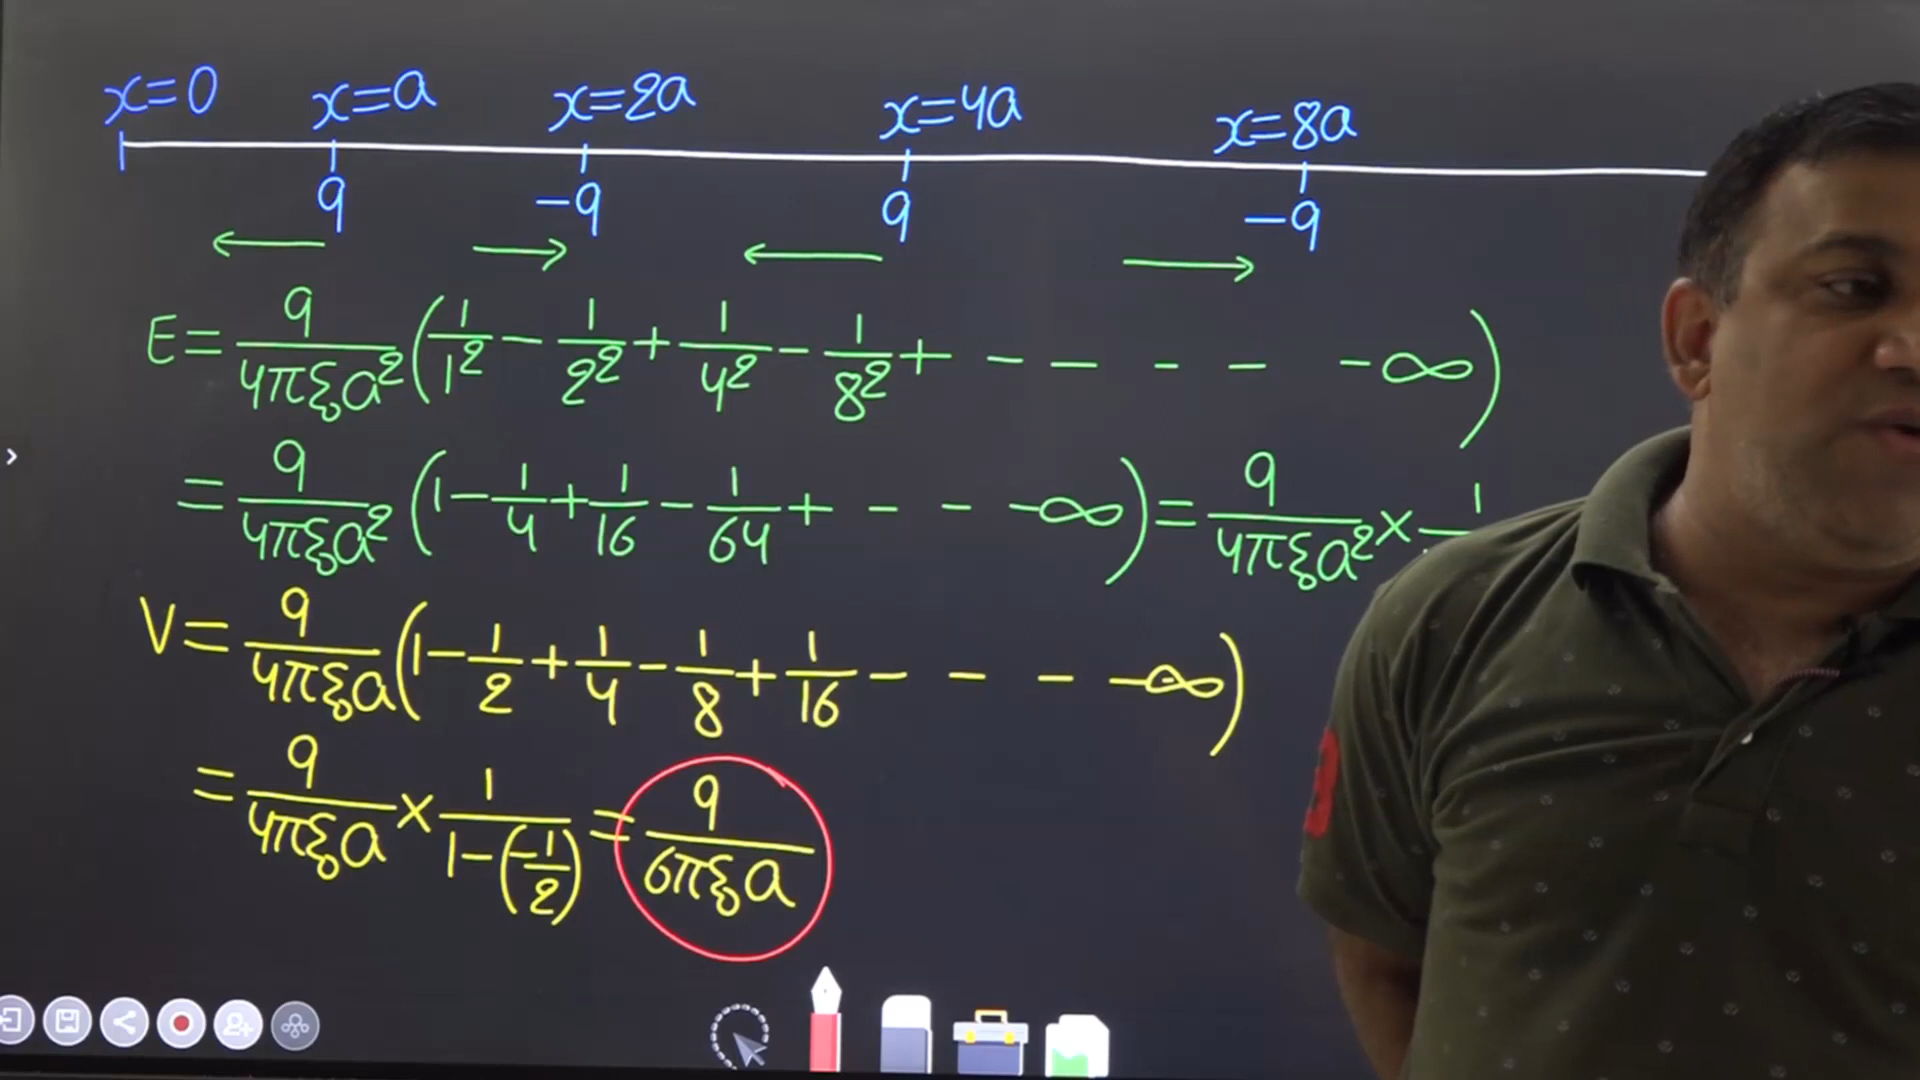 x=0 x=a x=2a x=4a x=8a
q -q q -q
E = q/4πε₀a² (1/1² - 1/2² + 1/4² - 1/8² + - - - - -∞)
= q/4πε₀a² (1 - 1/4 + 1/16 - 1/64 + - - -∞) = q/4πε₀a² × 1/
V = q/4πε₀a (1 - 1/2 + 1/4 - 1/8 + 1/16 - - - -∞)
= q/4πε₀a × 1/1-(-1/2) = q/6πε₀a